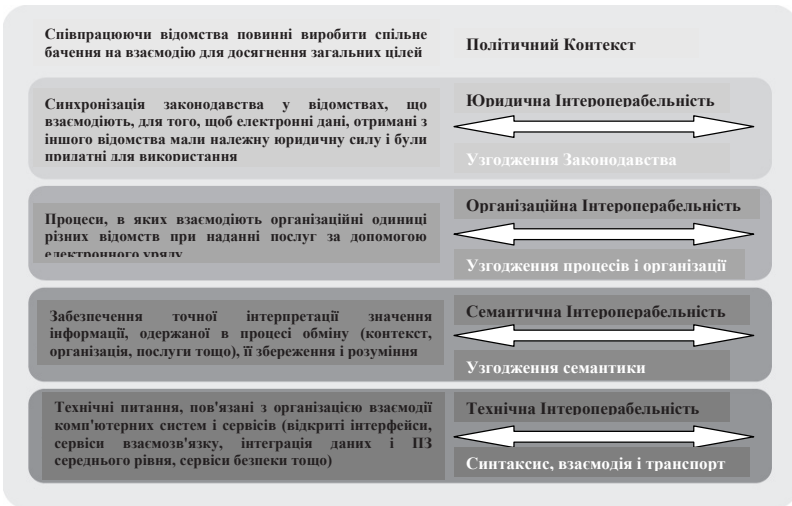 Співпрацюючи відомства повинні виробити спільне
бачення на взаємодію для досягнення загальних цілей
Політичний Контекст
Синхронізація законодавства у відомствах, що
взаємодіють, для того, щоб електронні дані, отримані з
іншого відомства мали належну юридичну силу і були
придатні для використання
Юридична Інтероперабельність
Узгодження Законодавства
Процеси, в яких взаємодіють організаційні одиниці
різних відомств при наданні послуг за допомогою
електронного уряду
Організаційна Інтероперабельність
Узгодження процесів і організації
Забезпечення точної інтерпретації значення
інформації, одержаної в процесі обміну (контекст,
організація, послуги тощо), її збереження і розуміння
Семантична Інтероперабельність
Узгодження семантики
Технічні питання, пов'язані з організацією взаємодії
комп'ютерних систем і сервісів (відкриті інтерфейси,
сервіси взаємозв'язку, інтеграція даних і ПЗ
середнього рівня, сервіси безпеки тощо)
Технічна Інтероперабельність
Синтаксис, взаємодія і транспорт